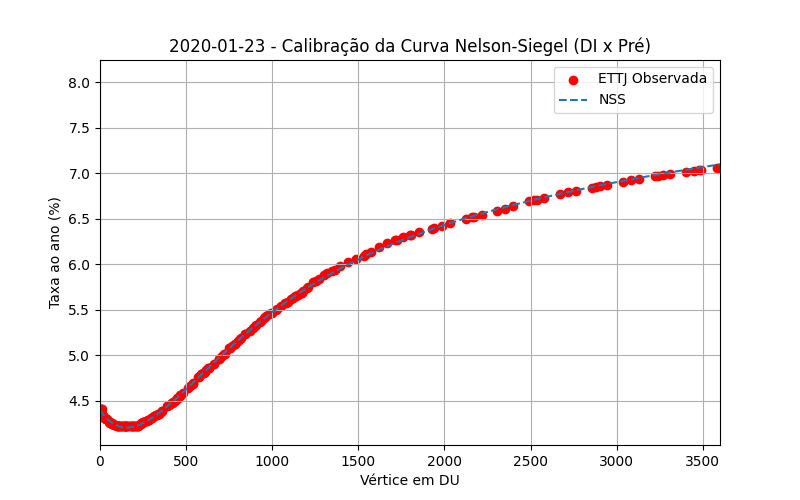 2020-01-23 - Calibração da Curva Nelson-Siegel (DI x Pré)
ETTJ Observada
NSS
Taxa ao ano (%)
8.0
7.5
7.0
6.5
6.0
5.5
5.0
4.5
0 500 1000 1500 2000 2500 3000 3500
Vértice em DU